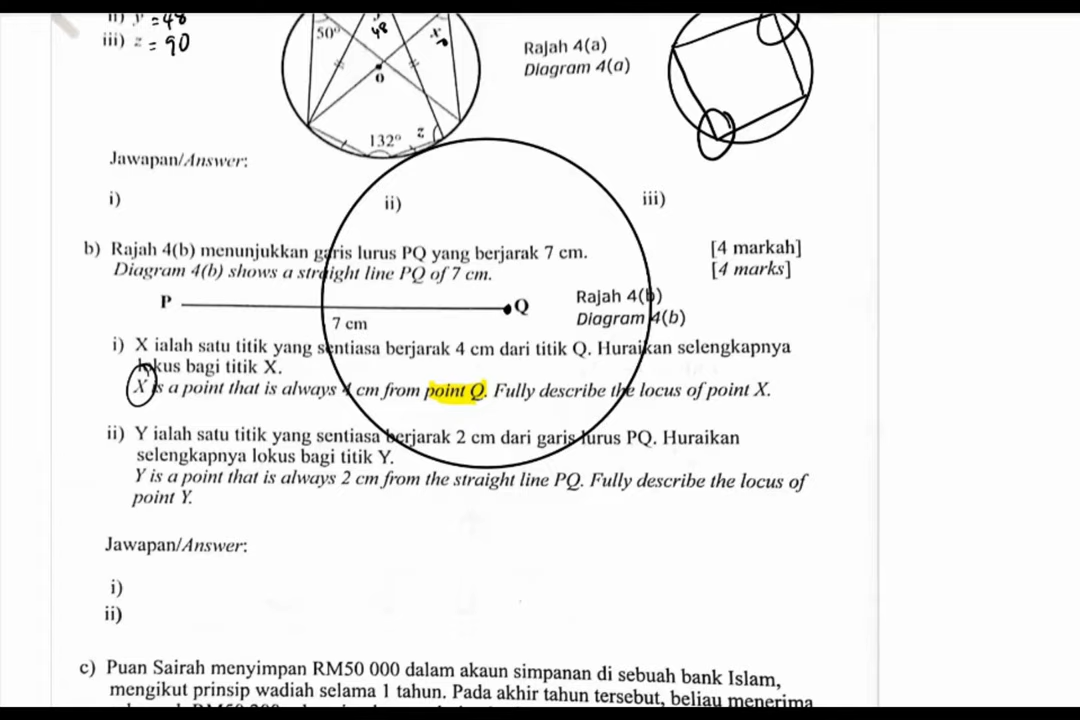 ii) y = 48
iii) z = 90
50°
48
x
O
132°
z
Rajah 4(a)
Diagram 4(a)
Jawapan/Answer:
i)
ii)
iii)
b) Rajah 4(b) menunjukkan garis lurus PQ yang berjarak 7 cm.
[4 markah]
Diagram 4(b) shows a straight line PQ of 7 cm.
[4 marks]
P
Q
7 cm
Rajah 4(b)
Diagram 4(b)
i) X ialah satu titik yang sentiasa berjarak 4 cm dari titik Q. Huraikan selengkapnya
lokus bagi titik X.
X is a point that is always 4 cm from point Q. Fully describe the locus of point X.
ii) Y ialah satu titik yang sentiasa berjarak 2 cm dari garis lurus PQ. Huraikan
selengkapnya lokus bagi titik Y.
Y is a point that is always 2 cm from the straight line PQ. Fully describe the locus of
point Y.
Jawapan/Answer:
i)
ii)
c) Puan Sairah menyimpan RM50 000 dalam akaun simpanan di sebuah bank Islam,
mengikut prinsip wadiah selama 1 tahun. Pada akhir tahun tersebut, beliau menerima